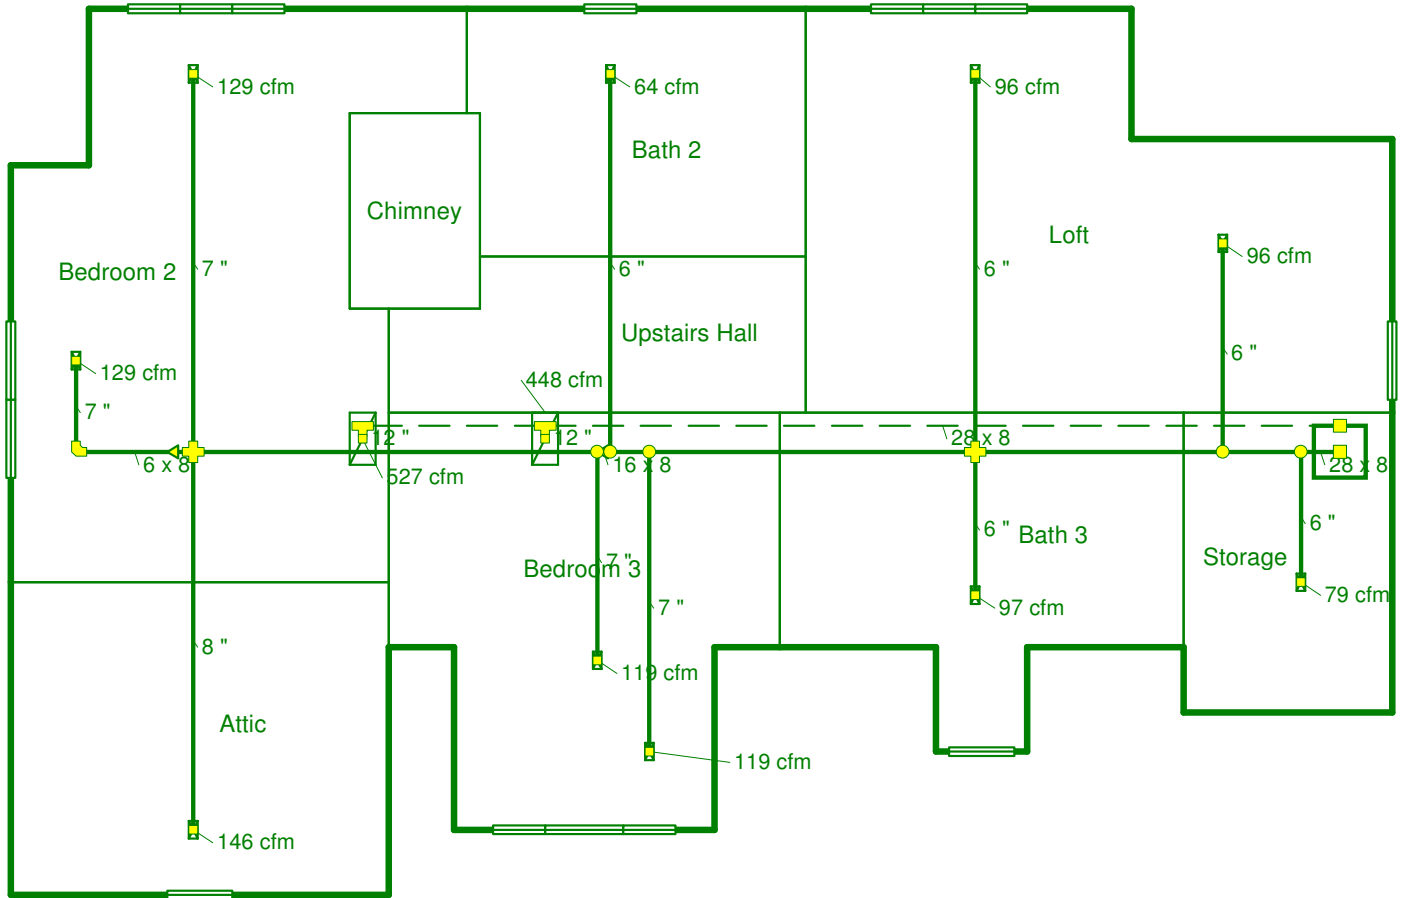 129 cfm
64 cfm
96 cfm
Bath 2
Chimney
Loft
96 cfm
Bedroom 2
7 "
6 "
6 "
Upstairs Hall
6 "
129 cfm
448 cfm
7 "
12 "
12 "
28 x 8
6 x 8
16 x 8
28 x 8
527 cfm
6 "
6 "
Bath 3
Storage
7 "
Bedroom 3
79 cfm
7 "
97 cfm
8 "
119 cfm
Attic
119 cfm
146 cfm